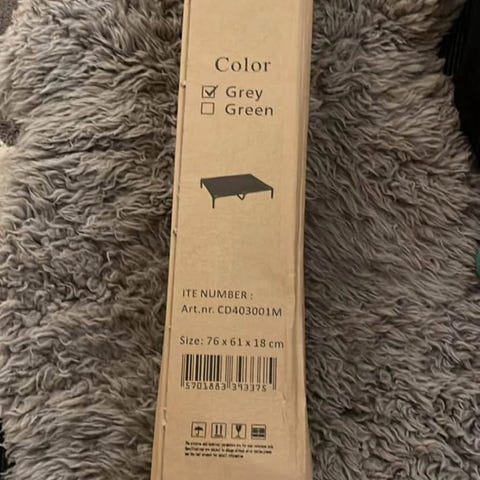 Color
Grey
Green
ITE NUMBER :
Art.nr. CD403001M
Size: 76 x 61 x 18 cm
5701883 393375